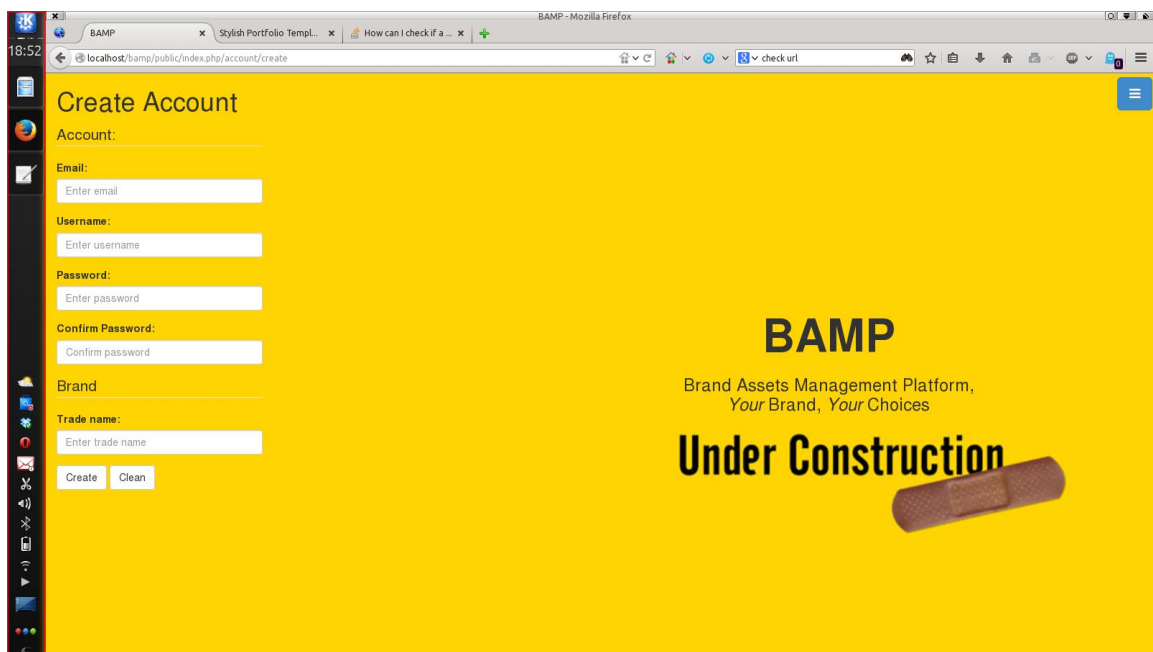 BAMP - Mozilla Firefox
BAMP
Stylish Portfolio Templ...
How can I check if a ...
18:52
localhost/bamp/public/index.php/account/create
check url
0
Create Account
Account:
Email:
Enter email
Username:
Enter username
Password:
Enter password
Confirm Password:
Confirm password
Brand
Trade name:
Enter trade name
Create
Clean
BAMP
Brand Assets Management Platform,
Your Brand, Your Choices
Under Construction